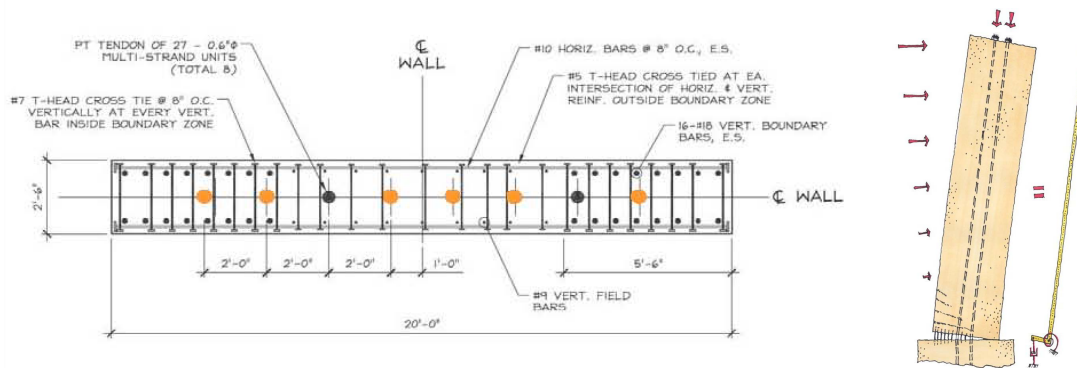 PT TENDON OF 27 - 0.6"Φ
MULTI-STRAND UNITS
(TOTAL 8)
℄
WALL
#10 HORIZ. BARS @ 8" O.C., E.S.
#5 T-HEAD CROSS TIED AT EA.
INTERSECTION OF HORIZ. & VERT.
REINF. OUTSIDE BOUNDARY ZONE
#7 T-HEAD CROSS TIE @ 8" O.C.
VERTICALLY AT EVERY VERT.
BAR INSIDE BOUNDARY ZONE
16-#18 VERT. BOUNDARY
BARS, E.S.
2'-6"
℄ WALL
2'-0"
2'-0"
2'-0"
1'-0"
5'-6"
#9 VERT. FIELD
BARS
20'-0"